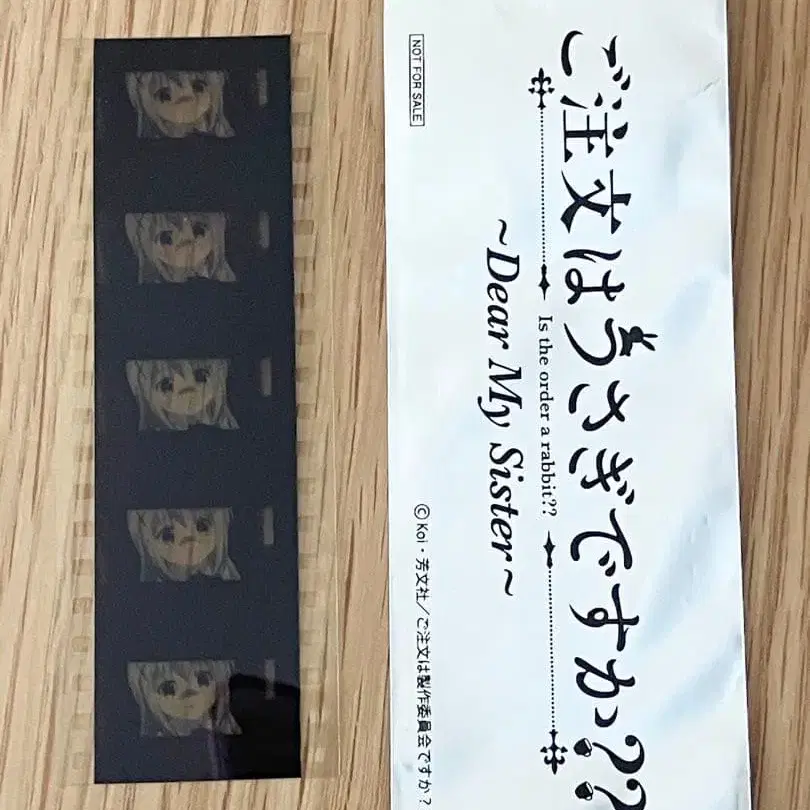 NOT FOR SALE
ご注文はうさぎですか??
Is the order a rabbit??
~Dear My Sister~
©Koi・芳文社/ご注文は製作委員会ですか?